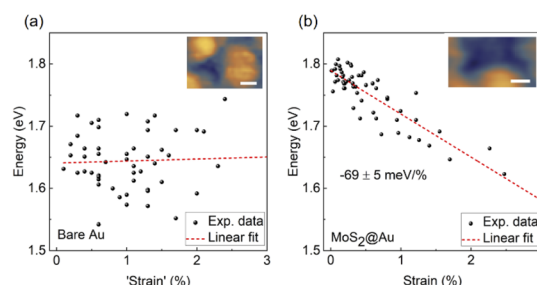 (a)
1.85
1.8
1.7
1.6
1.5
Energy (eV)
Bare Au
Exp. data
Linear fit
0
1
2
3
'Strain' (%)
(b)
1.8
1.7
1.6
1.5
Energy (eV)
-69 ± 5 meV/%
MoS₂@Au
Exp. data
Linear fit
0
1
2
Strain (%)